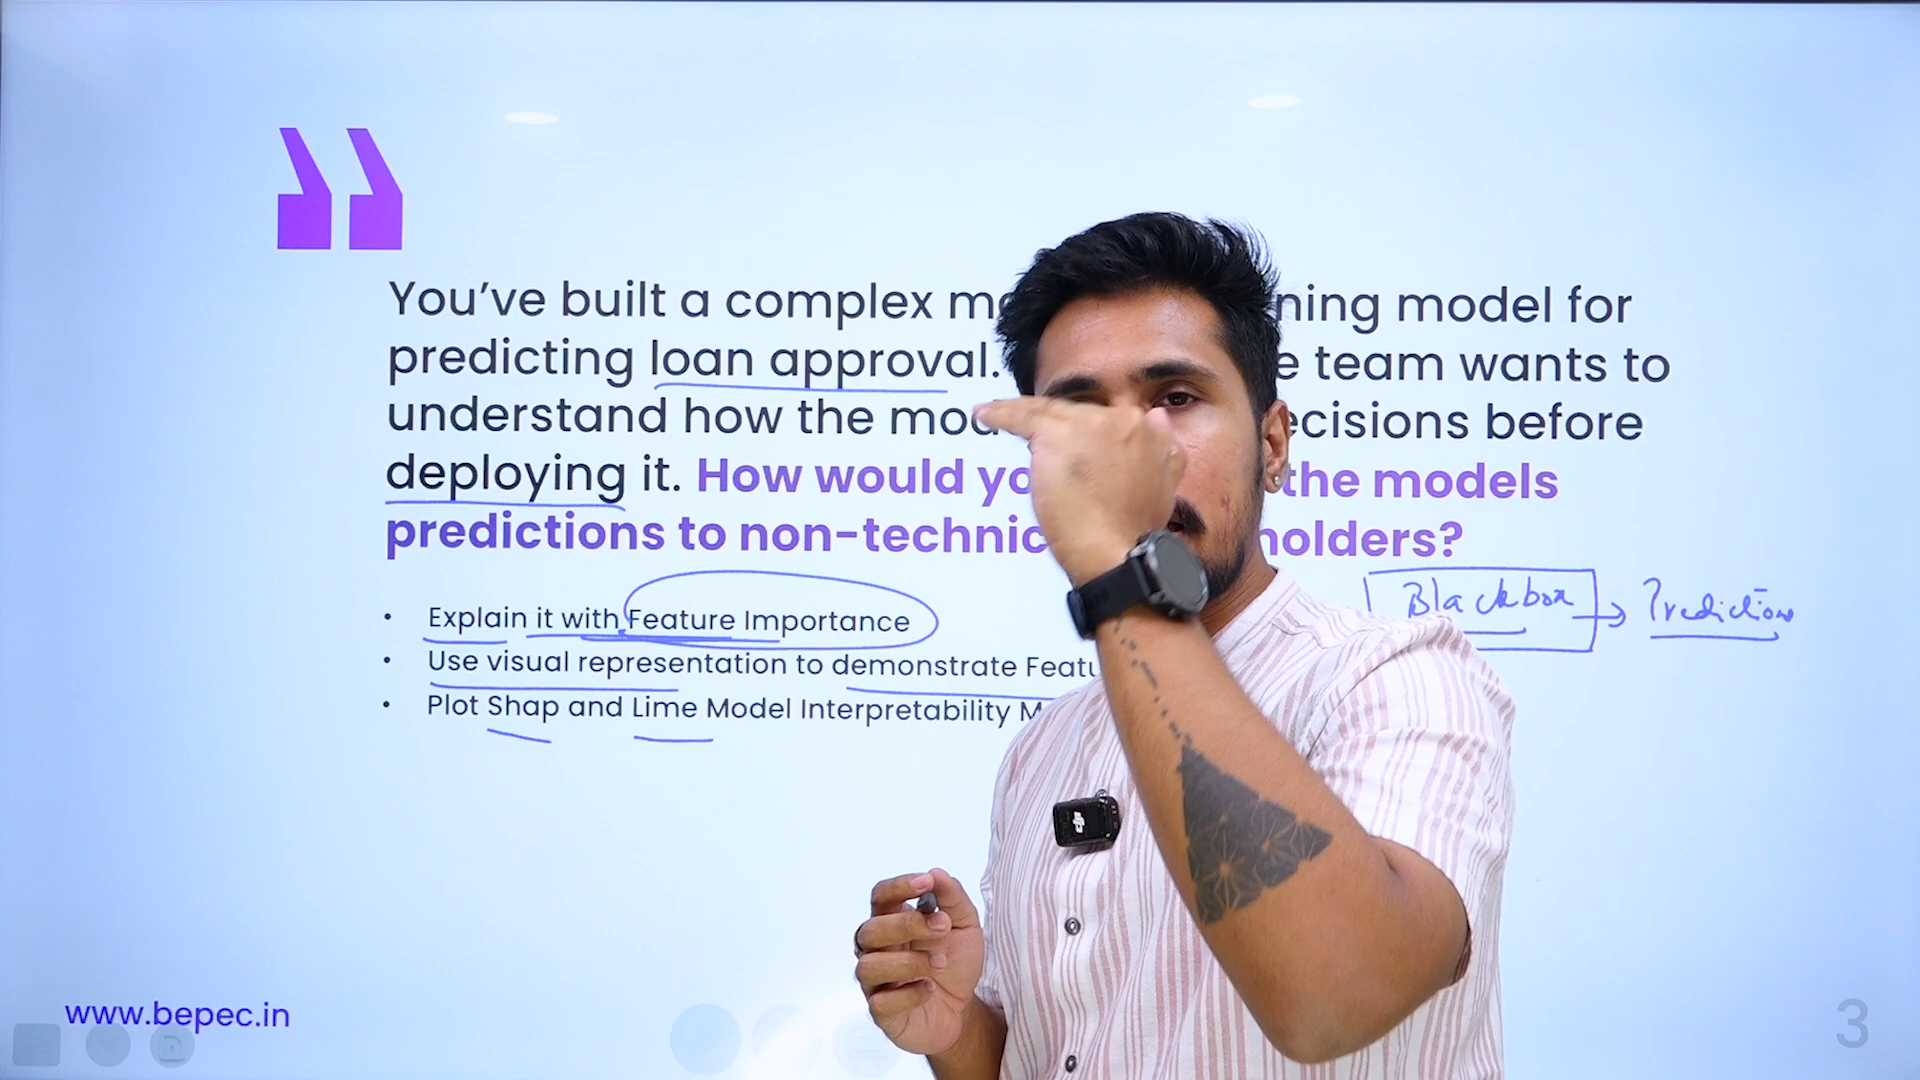 You've built a complex ning model for
predicting loan approval. e team wants to
understand how the mod ecisions before
deploying it. How would yo the models
predictions to non-technic holders?
Blackbox → Predictions
• Explain it with Feature Importance
• Use visual representation to demonstrate Featu
• Plot Shap and Lime Model Interpretability M
www.bepec.in
3